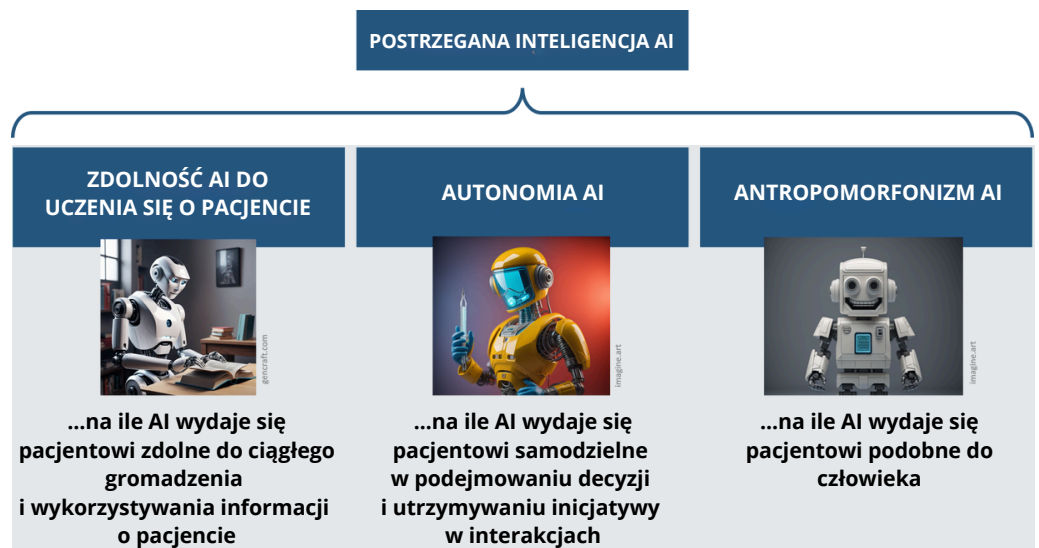 POSTRZEGANA INTELIGENCJA AI
ZDOLNOŚĆ AI DO
UCZENIA SIĘ O PACJENCIE
gencraft.com
...na ile AI wydaje się
pacjentowi zdolne do ciągłego
gromadzenia
i wykorzystywania informacji
o pacjencie
AUTONOMIA AI
imagine.art
...na ile AI wydaje się
pacjentowi samodzielne
w podejmowaniu decyzji
i utrzymywaniu inicjatywy
w interakcjach
ANTROPOMORFONIZM AI
imagine.art
...na ile AI wydaje się
pacjentowi podobne do
człowieka